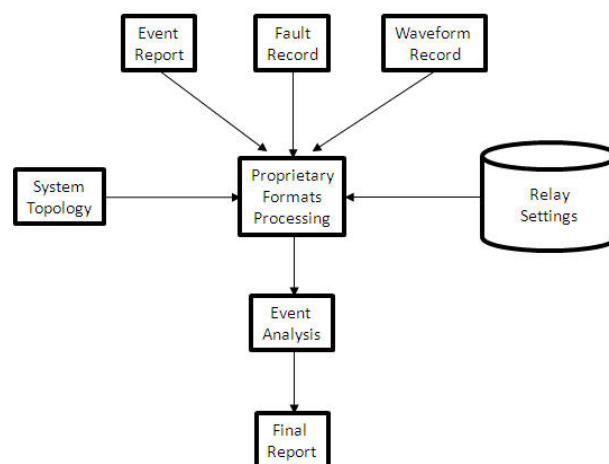 Event
Report
Fault
Record
Waveform
Record
System
Topology
Proprietary
Formats
Processing
Relay
Settings
Event
Analysis
Final
Report